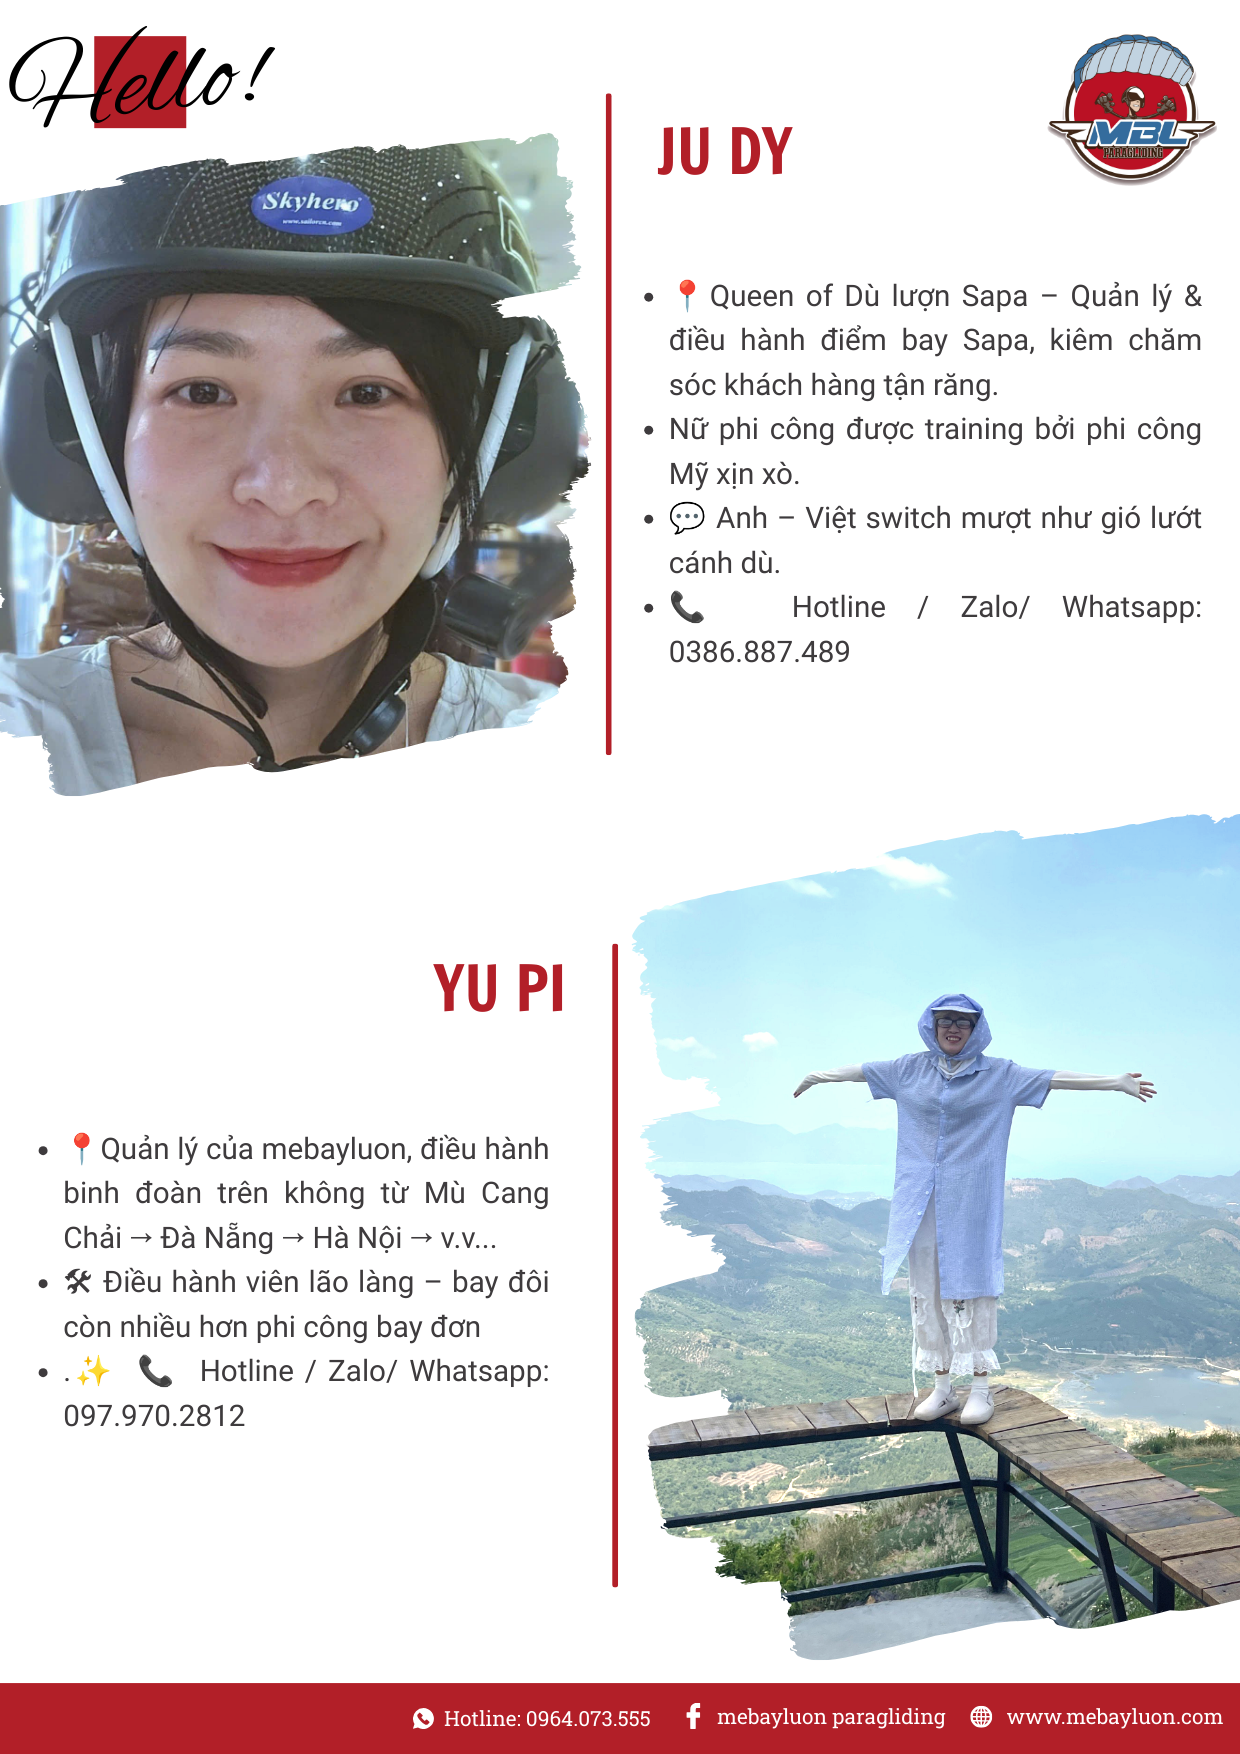 Hello!
MBL
PARAGLIDING
Skyhero
www.sailorcn.com
JU DY
• 📍 Queen of Dù lượn Sapa – Quản lý &
điều hành điểm bay Sapa, kiêm chăm
sóc khách hàng tận răng.
• Nữ phi công được training bởi phi công
Mỹ xịn xò.
• 💬 Anh – Việt switch mượt như gió lướt
cánh dù.
• 📞 Hotline / Zalo/ Whatsapp:
0386.887.489
YU PI
• 📍Quản lý của mebayluon, điều hành
binh đoàn trên không từ Mù Cang
Chải → Đà Nẵng → Hà Nội → v.v...
• 🛠 Điều hành viên lão làng – bay đôi
còn nhiều hơn phi công bay đơn
• .✨ 📞 Hotline / Zalo/ Whatsapp:
097.970.2812
Hotline: 0964.073.555 mebayluon paragliding www.mebayluon.com